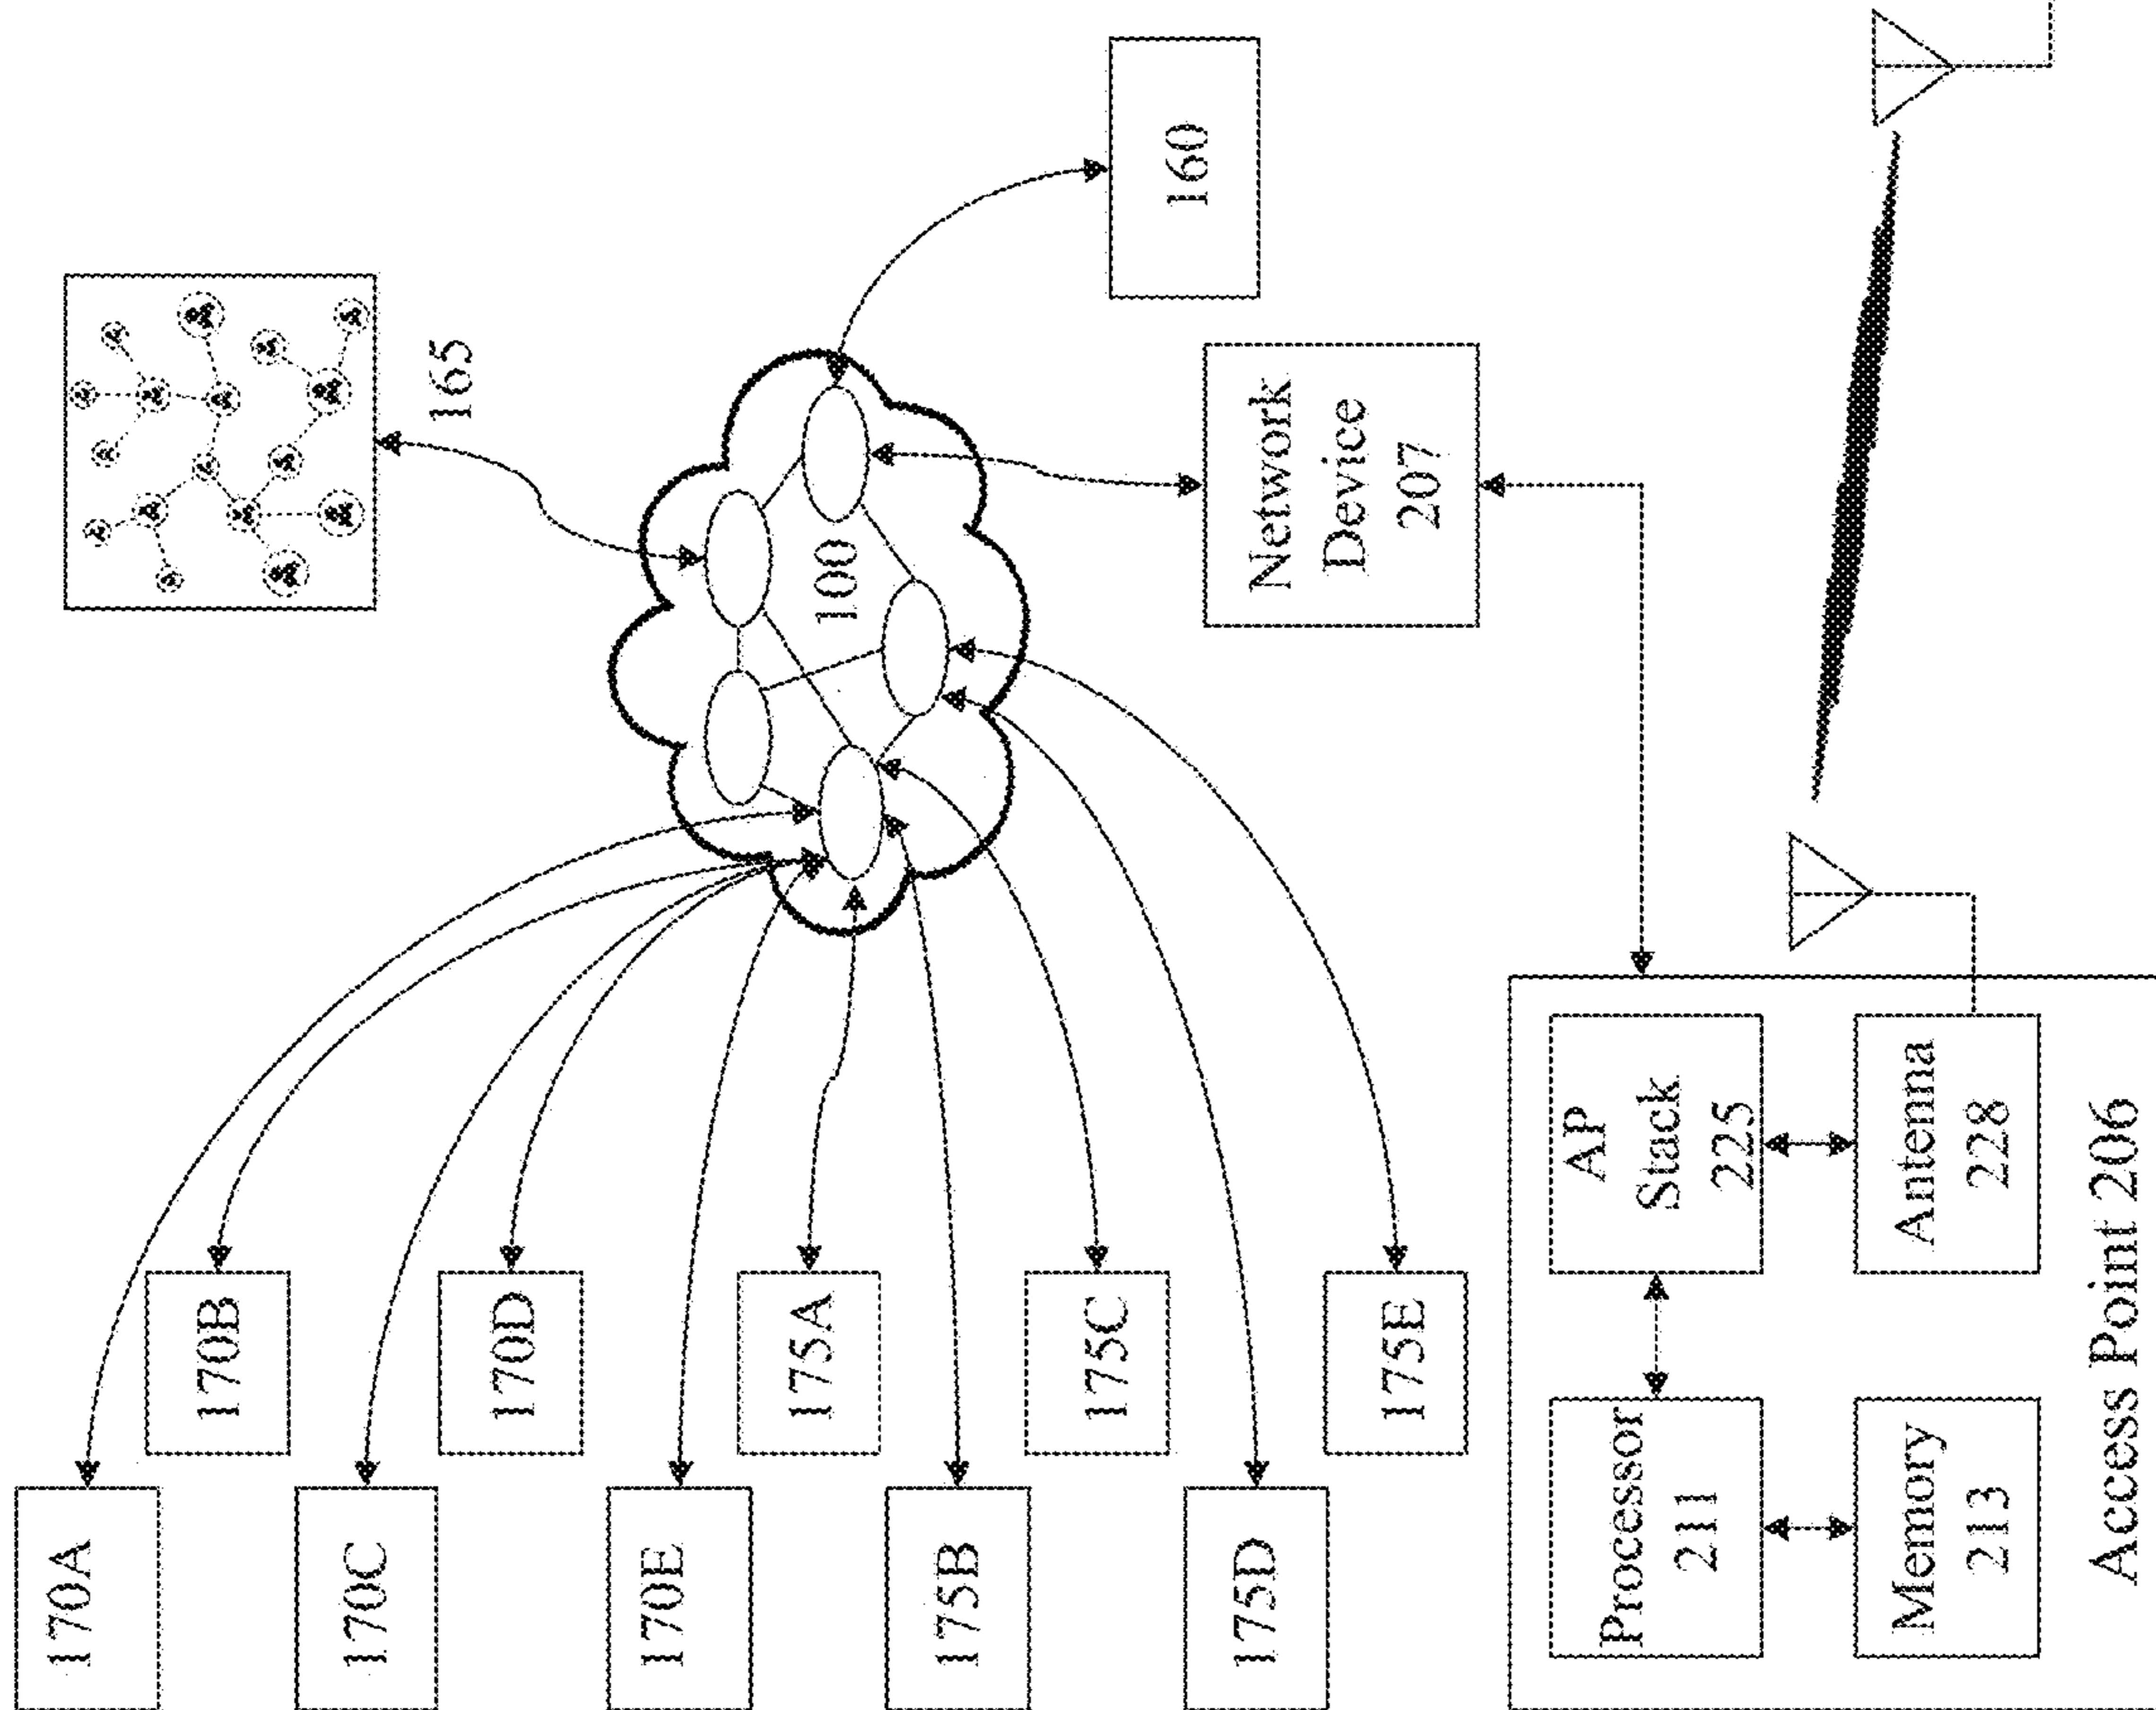 170A
170B
170C
170D
170E
175A
175B
175C
175D
175E
165
100
160
Network
Device
207
AP
Stack
225
Processor
211
Antenna
228
Memory
213
Access Point 206